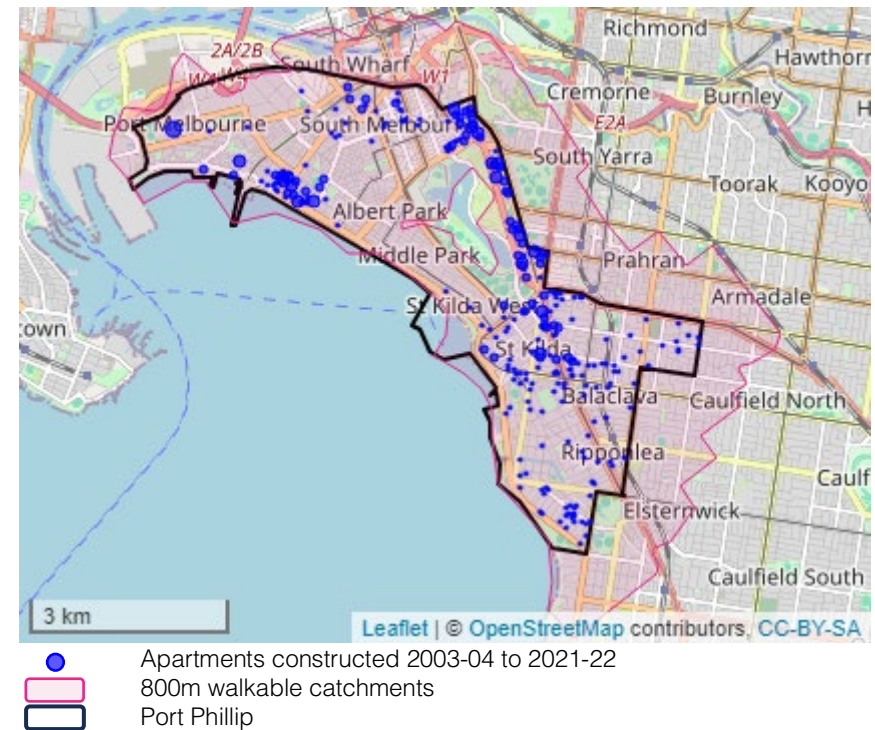 Richmond
2A/2B
Hawthorn
South Wharf
W1
Cremorne
Burnley
Port Melbourne
South Melbourn
E2A
South Yarra
Toorak
Kooyo
Albert Park
Middle Park
Prahran
Armadale
St Kilda West
town
St Kilda
Balaclava
Caulfield North
Ripponlea
Caulf
Elsternwick
Caulfield South
3 km
Leaflet | © OpenStreetMap contributors, CC-BY-SA
Apartments constructed 2003-04 to 2021-22
800m walkable catchments
Port Phillip